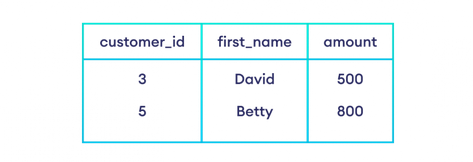 customer_id first_name amount
3 David 500
5 Betty 800